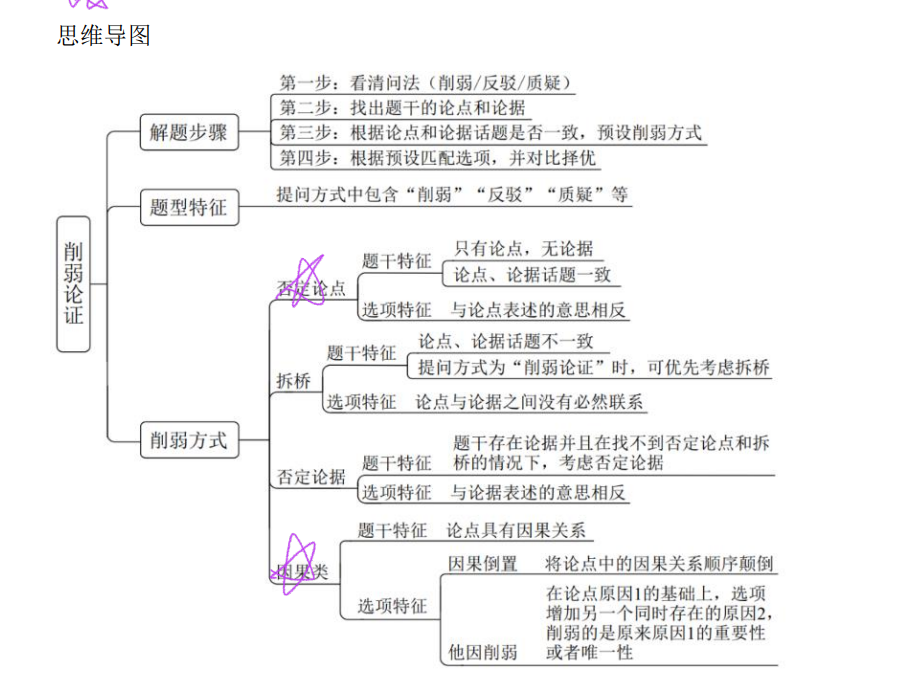 思维导图
削弱论证
解题步骤
第一步：看清问法（削弱/反驳/质疑）
第二步：找出题干的论点和论据
第三步：根据论点和论据话题是否一致，预设削弱方式
第四步：根据预设匹配选项，并对比择优
题型特征
提问方式中包含“削弱”“反驳”“质疑”等
削弱方式
否定论点
题干特征
只有论点，无论据
论点、论据话题一致
选项特征 与论点表述的意思相反
拆桥
题干特征
论点、论据话题不一致
提问方式为“削弱论证”时，可优先考虑拆桥
选项特征 论点与论据之间没有必然联系
否定论据
题干特征
题干存在论据并且在找不到否定论点和拆
桥的情况下，考虑否定论据
选项特征 与论据表述的意思相反
因果类
题干特征 论点具有因果关系
选项特征
因果倒置 将论点中的因果关系顺序颠倒
他因削弱
在论点原因1的基础上，选项
增加另一个同时存在的原因2，
削弱的是原来原因1的重要性
或者唯一性